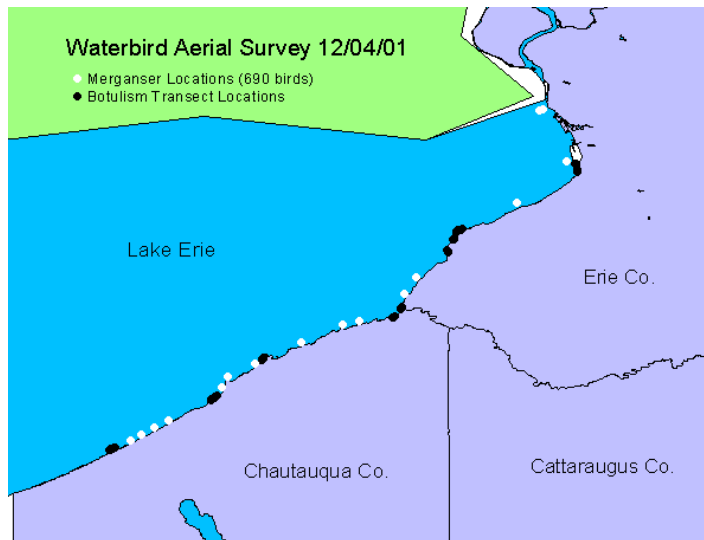 Waterbird Aerial Survey 12/04/01
Merganser Locations (690 birds)
Botulism Transect Locations
Lake Erie
Erie Co.
Chautauqua Co.
Cattaraugus Co.